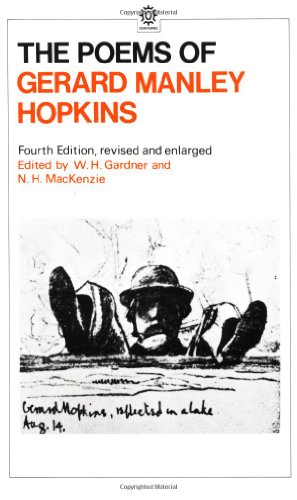 THE POEMS OF
GERARD MANLEY
HOPKINS
Fourth Edition, revised and enlarged
Edited by W. H. Gardner and
N. H. MacKenzie
Gerard Hopkins, reflected in a lake
Aug. 14.